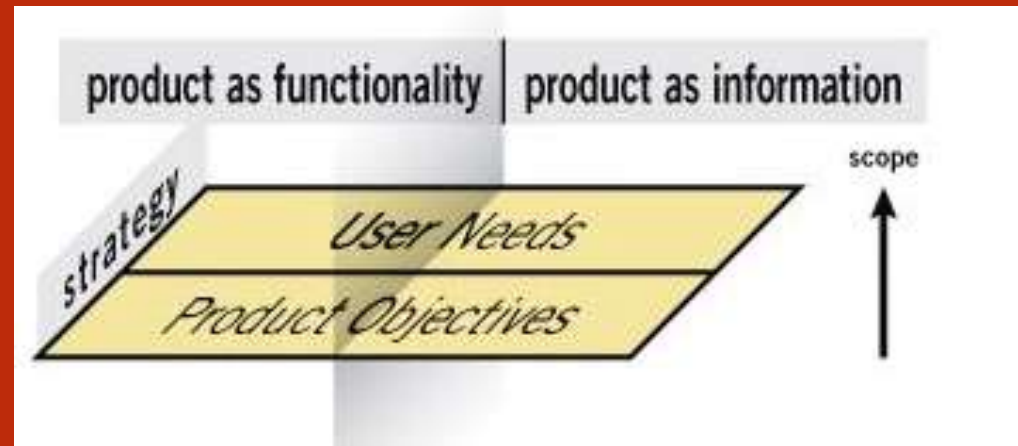 product as functionality | product as information
scope
strategy
User Needs
Product Objectives